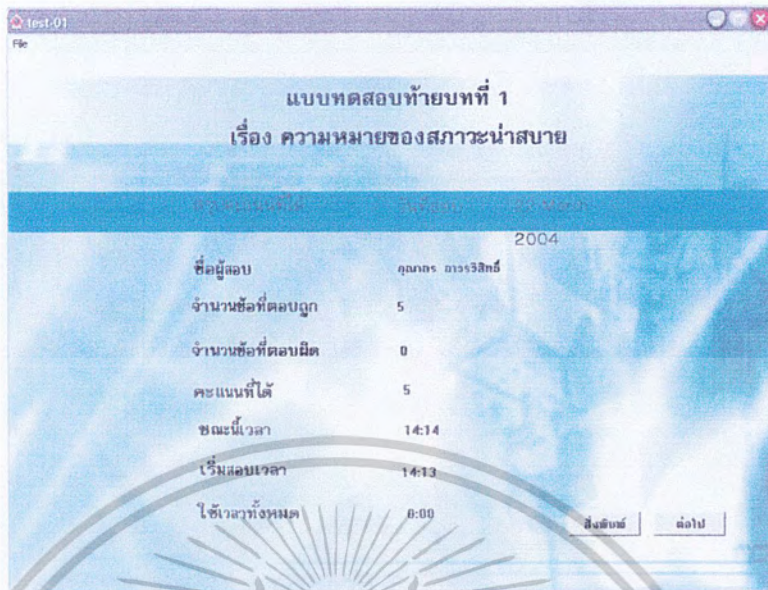 test-01
File
แบบทดสอบท้ายบทที่ 1
เรื่อง ความหมายของสภาวะน่าสบาย
2004
ชื่อผู้สอบ
จำนวนข้อที่ตอบถูก 5
จำนวนข้อที่ตอบผิด 0
คะแนนที่ได้ 5
ขณะนี้เวลา 14:14
เริ่มสอบเวลา 14:13
ใช้เวลาทั้งหมด 0:00
สั่งพิมพ์ ต่อไป